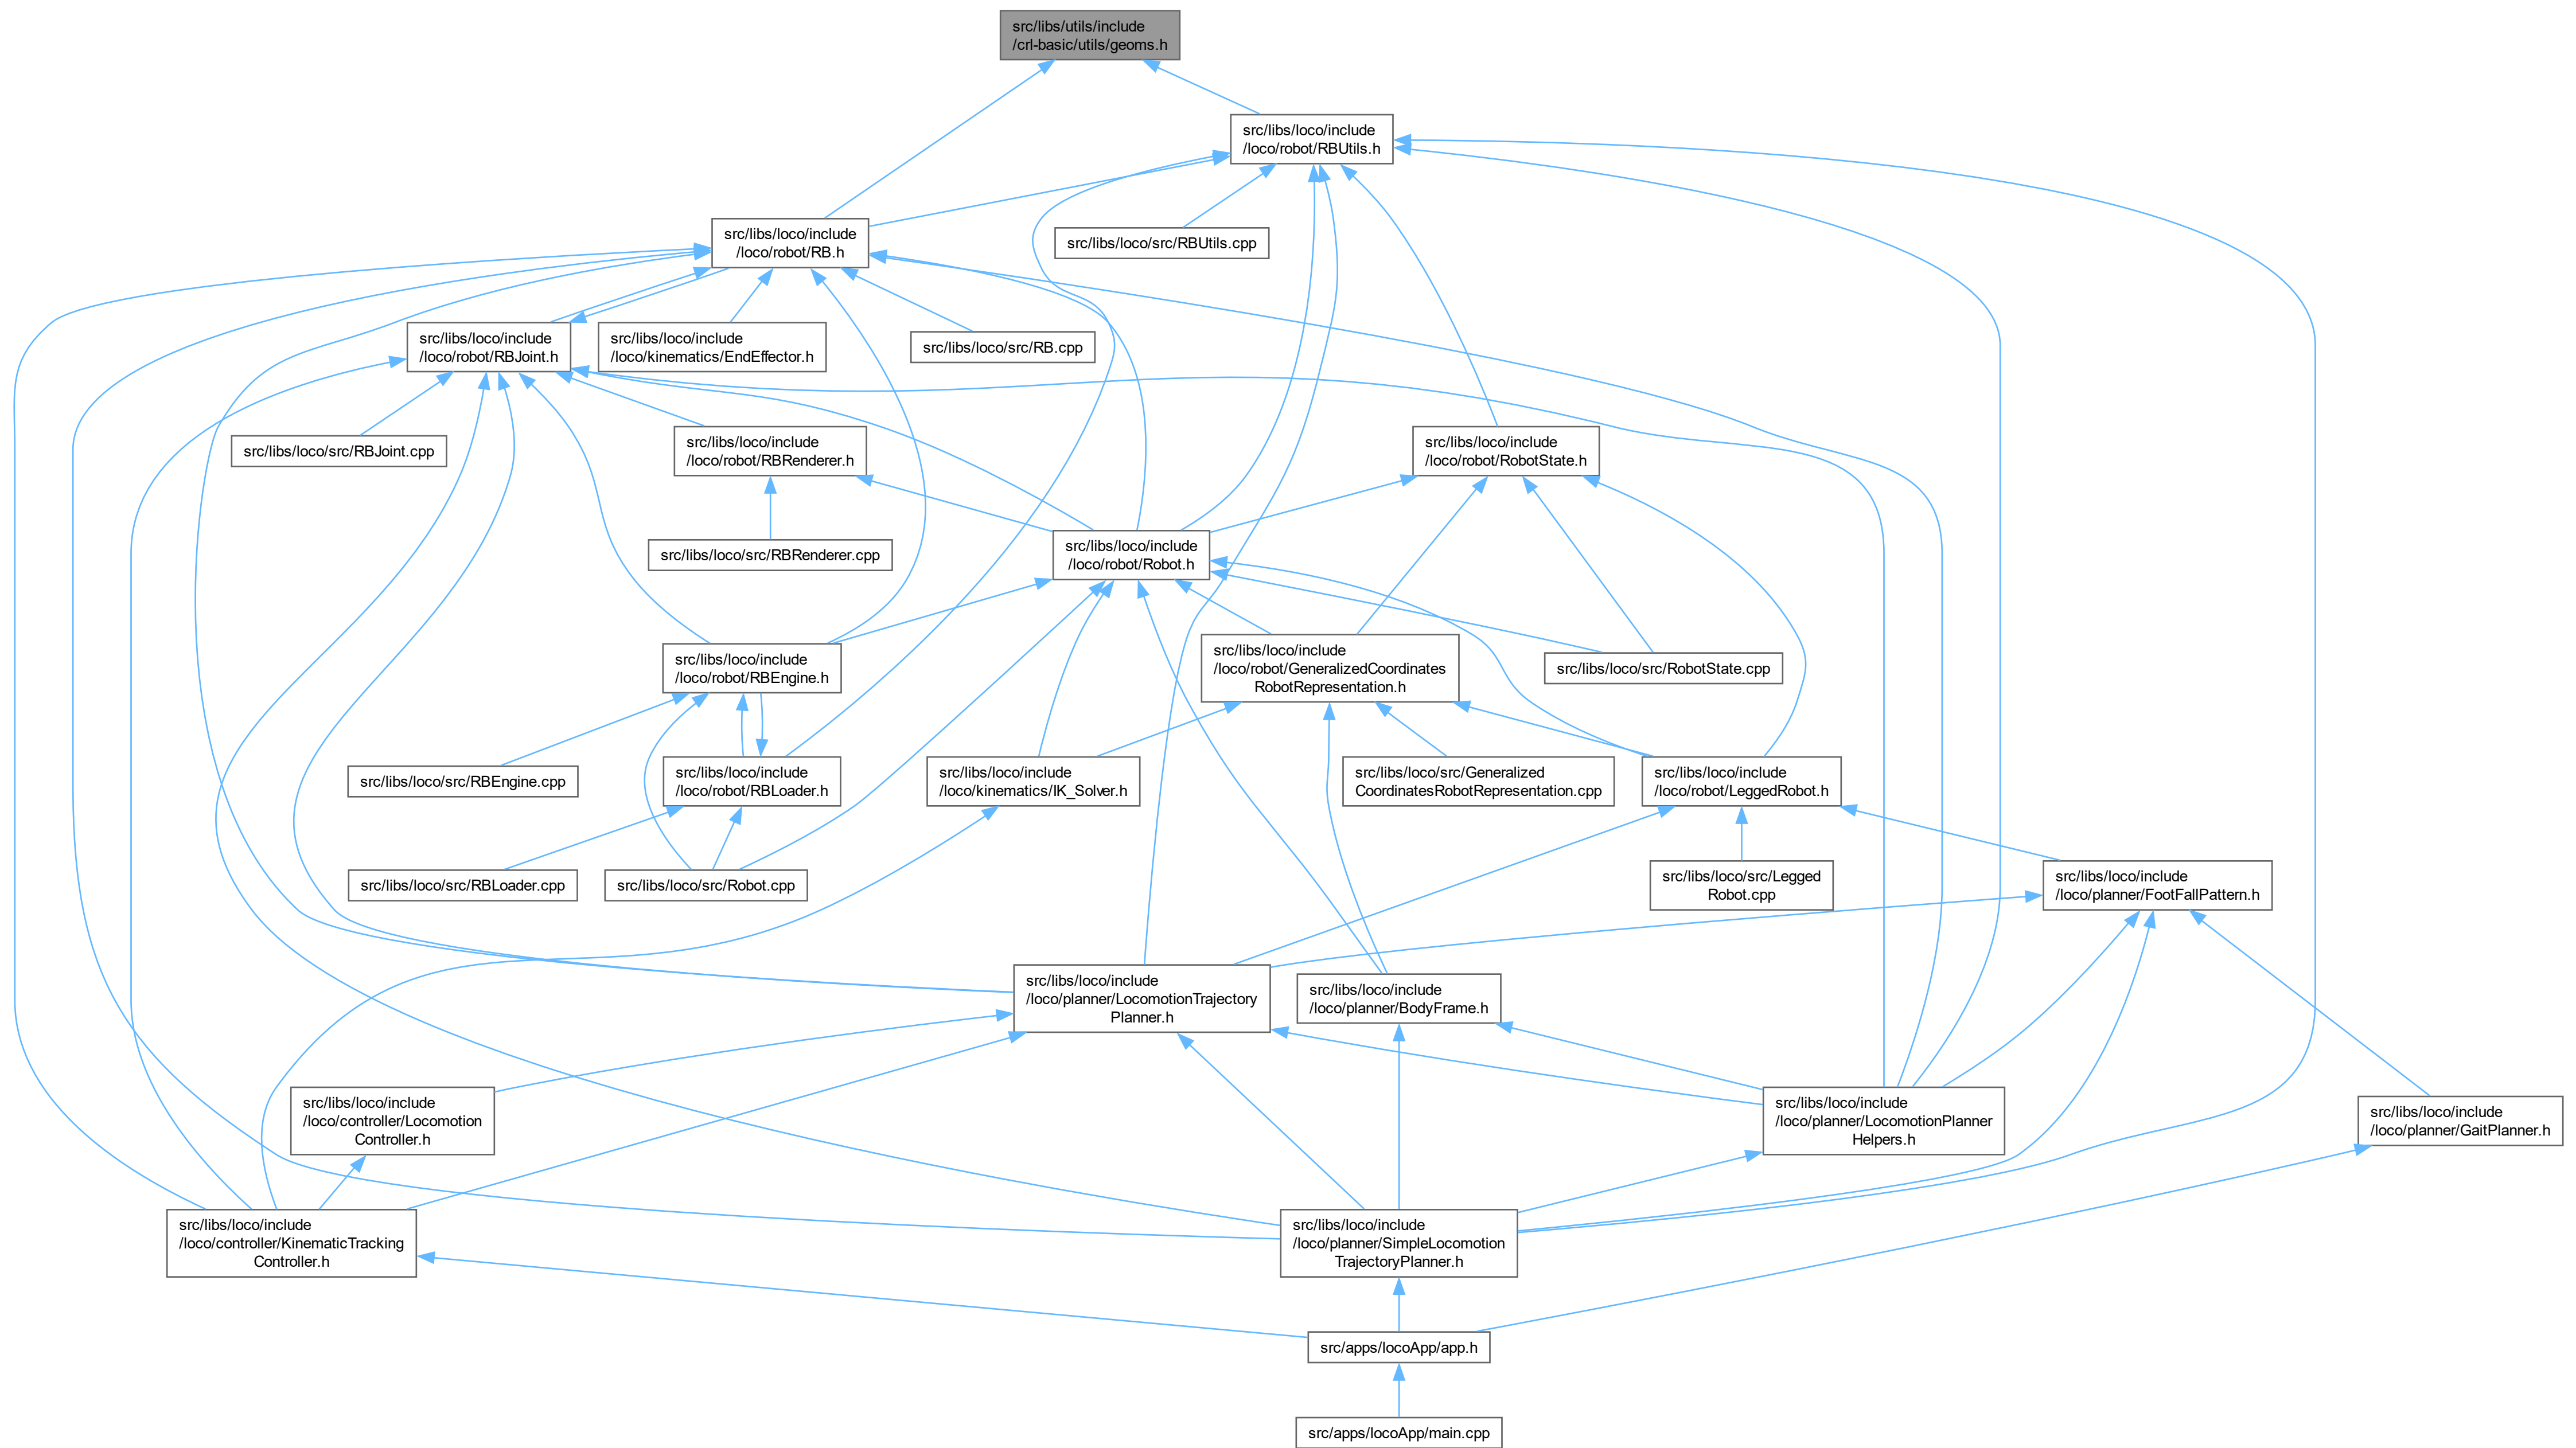 src/libs/utils/include
/crl-basic/utils/geoms.h
src/libs/loco/include
/loco/robot/RBUtils.h
src/libs/loco/include
/loco/robot/RB.h
src/libs/loco/src/RBUtils.cpp
src/libs/loco/include
/loco/robot/RBJoint.h
src/libs/loco/include
/loco/kinematics/EndEffector.h
src/libs/loco/src/RB.cpp
src/libs/loco/src/RBJoint.cpp
src/libs/loco/include
/loco/robot/RBRenderer.h
src/libs/loco/include
/loco/robot/RobotState.h
src/libs/loco/src/RBRenderer.cpp
src/libs/loco/include
/loco/robot/Robot.h
src/libs/loco/include
/loco/robot/RBEngine.h
src/libs/loco/include
/loco/robot/GeneralizedCoordinates
RobotRepresentation.h
src/libs/loco/src/RobotState.cpp
src/libs/loco/src/RBEngine.cpp
src/libs/loco/include
/loco/robot/RBLoader.h
src/libs/loco/include
/loco/kinematics/IK_Solver.h
src/libs/loco/src/Generalized
CoordinatesRobotRepresentation.cpp
src/libs/loco/include
/loco/robot/LeggedRobot.h
src/libs/loco/src/RBLoader.cpp
src/libs/loco/src/Robot.cpp
src/libs/loco/src/Legged
Robot.cpp
src/libs/loco/include
/loco/planner/FootFallPattern.h
src/libs/loco/include
/loco/planner/LocomotionTrajectory
Planner.h
src/libs/loco/include
/loco/planner/BodyFrame.h
src/libs/loco/include
/loco/controller/Locomotion
Controller.h
src/libs/loco/include
/loco/planner/LocomotionPlanner
Helpers.h
src/libs/loco/include
/loco/planner/GaitPlanner.h
src/libs/loco/include
/loco/controller/KinematicTracking
Controller.h
src/libs/loco/include
/loco/planner/SimpleLocomotion
TrajectoryPlanner.h
src/apps/locoApp/app.h
src/apps/locoApp/main.cpp